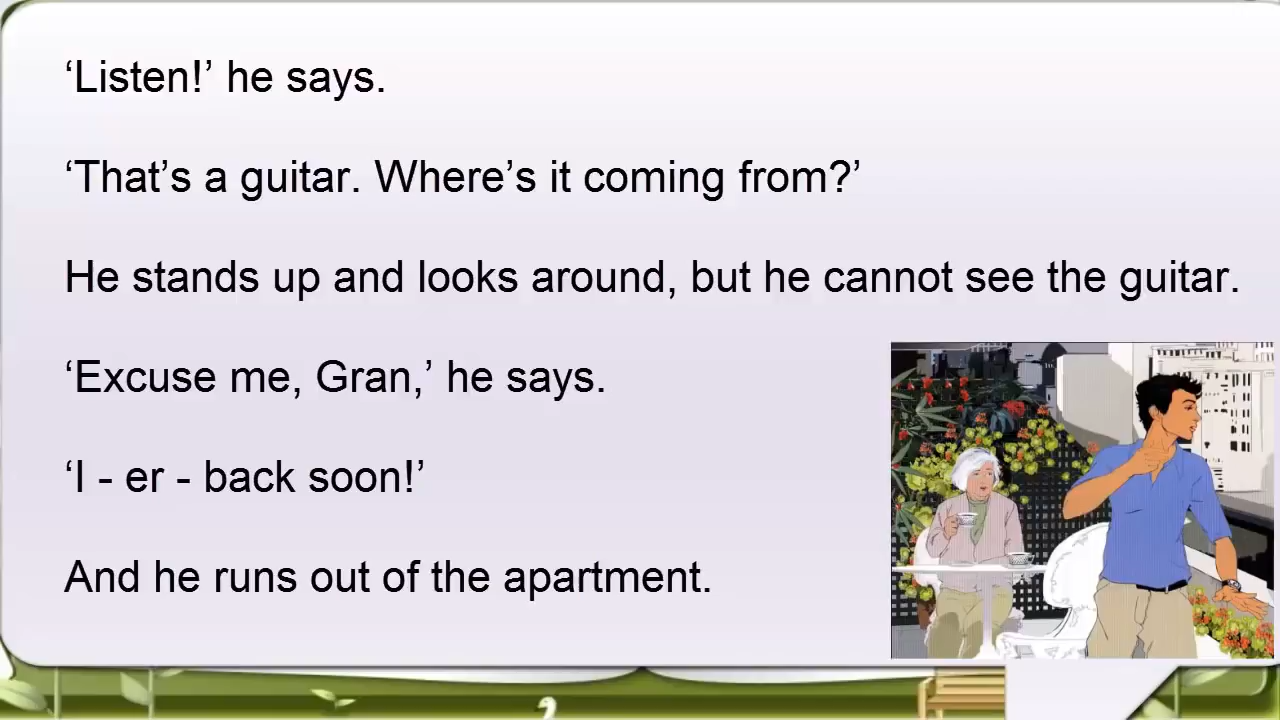 ‘Listen!’ he says.
‘That’s a guitar. Where’s it coming from?’
He stands up and looks around, but he cannot see the guitar.
‘Excuse me, Gran,’ he says.
‘I - er - back soon!’
And he runs out of the apartment.